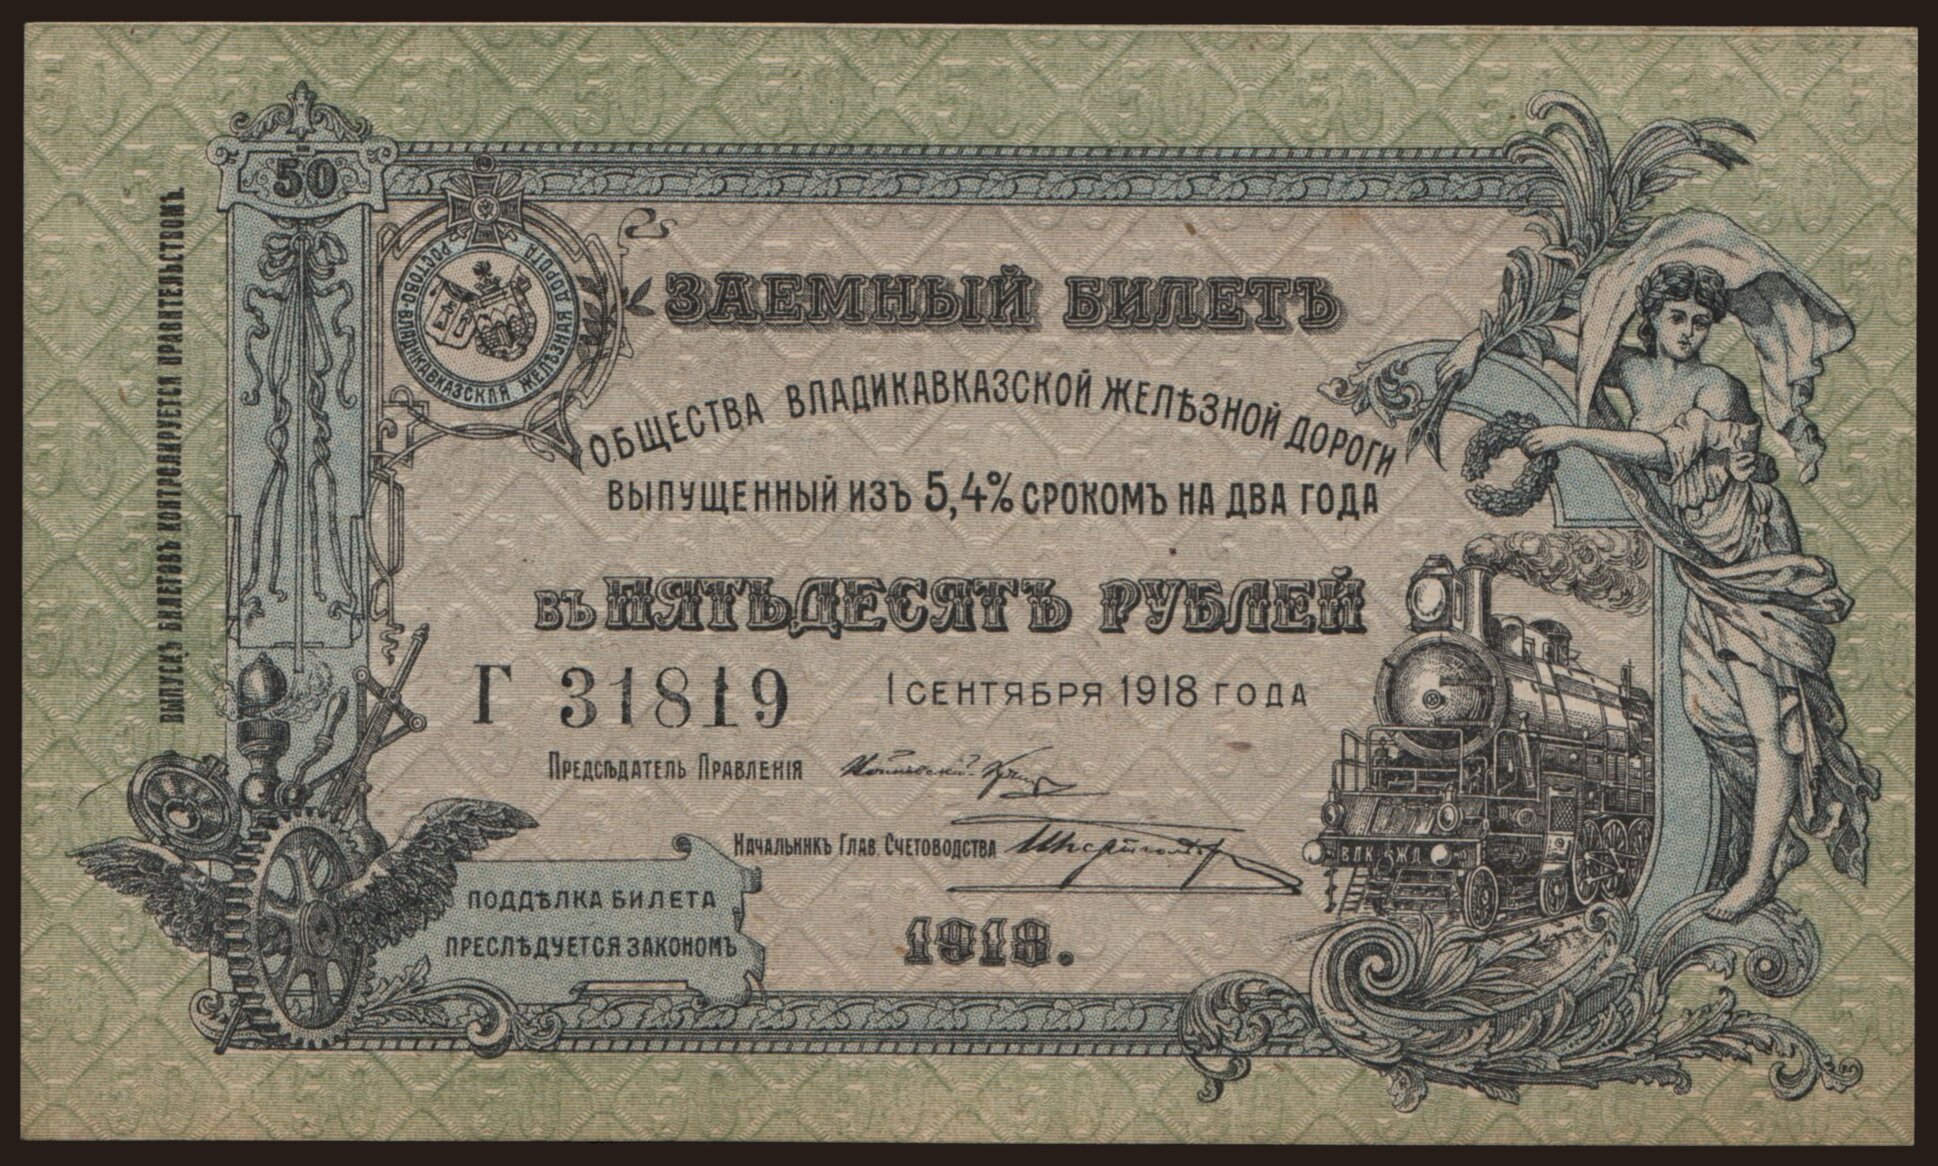 50
РОСТОВО-ВЛАДИКАВКАЗСКАЯ ЖЕЛѢЗНАЯ ДОРОГА
ЗАЕМНЫЙ БИЛЕТЪ
ОБЩЕСТВА ВЛАДИКАВКАЗСКОЙ ЖЕЛѢЗНОЙ ДОРОГИ
ВЫПУЩЕННЫЙ ИЗЪ 5,4% СРОКОМЪ НА ДВА ГОДА
ВЪ ПЯТЬДЕСЯТЪ РУБЛЕЙ
Г 31819
1 СЕНТЯБРЯ 1918 ГОДА
ПРЕДСѢДАТЕЛЬ ПРАВЛЕНІЯ
НАЧАЛЬНИКЪ ГЛАВ. СЧЕТОВОДСТВА
ПОДДѢЛКА БИЛЕТА
ПРЕСЛѢДУЕТСЯ ЗАКОНОМЪ
1918.
ВЛК ЖД
ВЫПУСКЪ БИЛЕТОВЪ КОНТРОЛИРУЕТСЯ ПРАВИТЕЛЬСТВОМЪ.